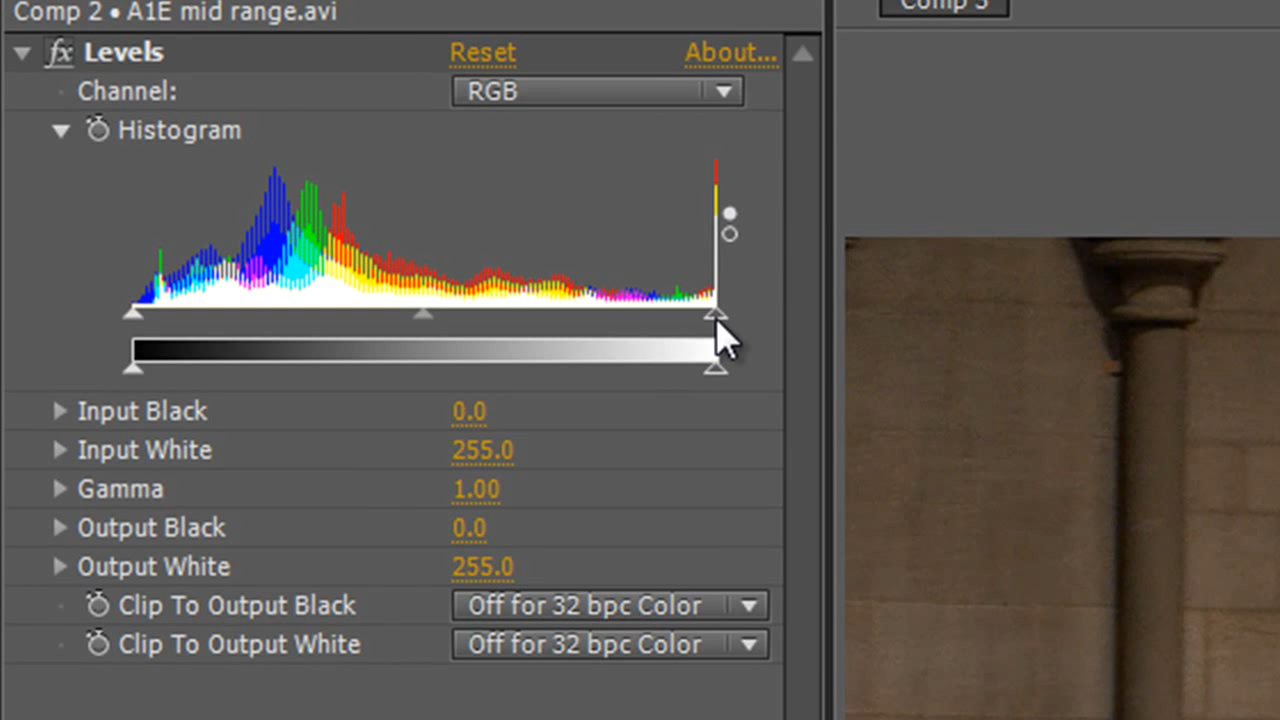 Comp 2 • A1E mid range.avi
Comp 3
fx Levels Reset About...
Channel: RGB
Histogram
Input Black 0.0
Input White 255.0
Gamma 1.00
Output Black 0.0
Output White 255.0
Clip To Output Black Off for 32 bpc Color
Clip To Output White Off for 32 bpc Color